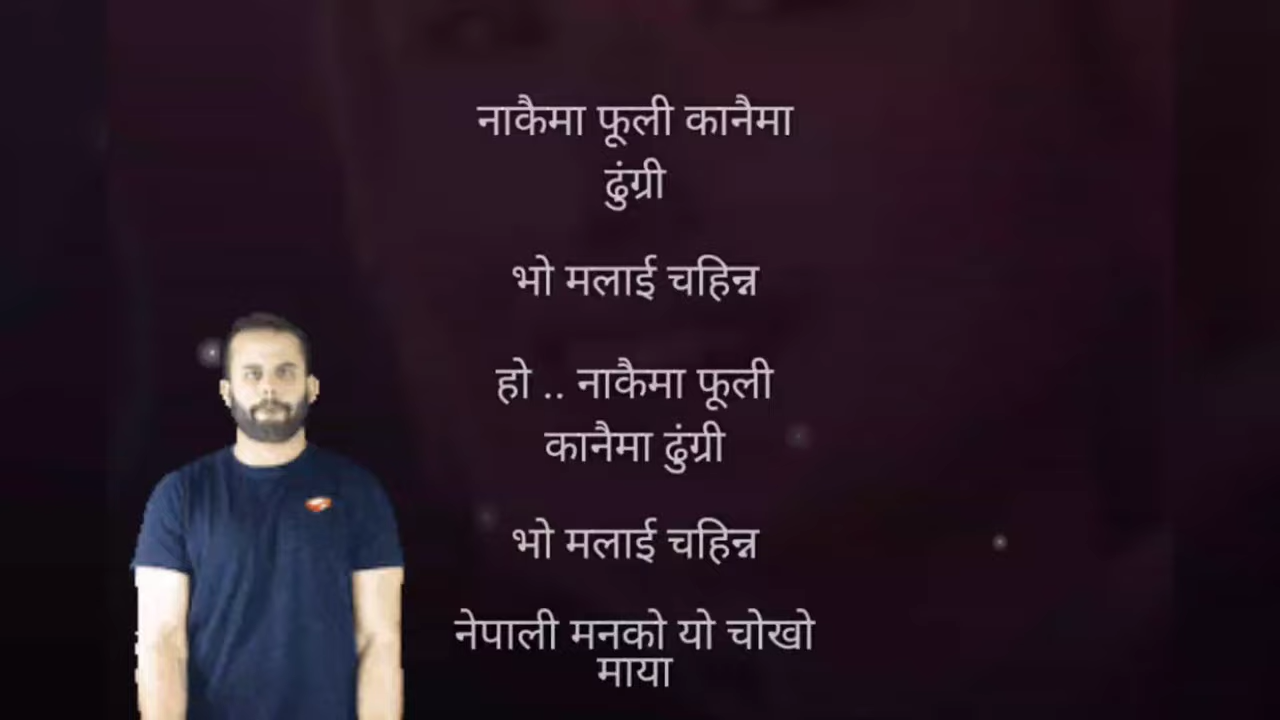 नाकैमा फूली कानैमा
ढुंग्री
भो मलाई चहिन्न
हो .. नाकैमा फूली
कानैमा ढुंग्री
भो मलाई चहिन्न
नेपाली मनको यो चोखो
माया